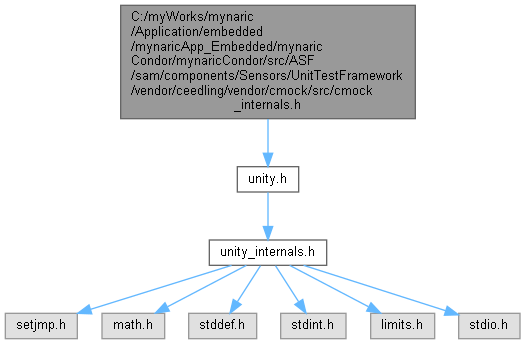 C:/myWorks/mynaric
/Application/embedded
/mynaricApp_Embedded/mynaric
Condor/mynaricCondor/src/ASF
/sam/components/Sensors/UnitTestFramework
/vendor/ceedling/vendor/cmock/src/cmock
_internals.h
unity.h
unity_internals.h
setjmp.h
math.h
stddef.h
stdint.h
limits.h
stdio.h